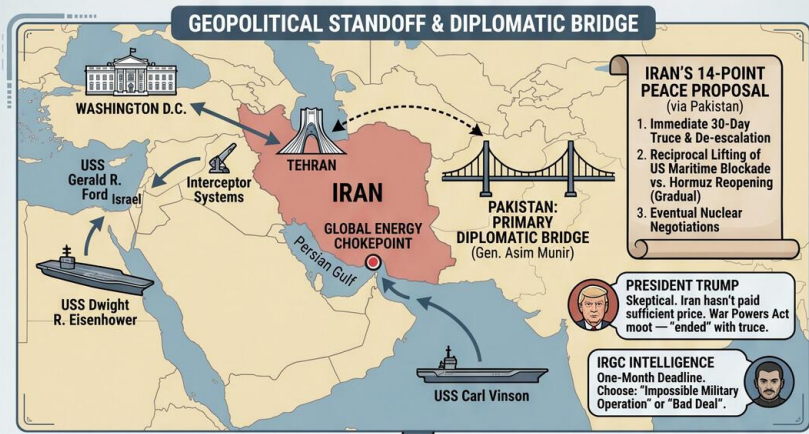 GEOPOLITICAL STANDOFF & DIPLOMATIC BRIDGE
WASHINGTON D.C.
TEHRAN
USS
Gerald R.
Ford
Israel
Interceptor
Systems
IRAN
GLOBAL ENERGY
CHOKEPOINT
Persian Gulf
USS Dwight
R. Eisenhower
USS Carl Vinson
PAKISTAN:
PRIMARY
DIPLOMATIC BRIDGE
(Gen. Asim Munir)
IRAN'S 14-POINT
PEACE PROPOSAL
(via Pakistan)
1. Immediate 30-Day
Truce & De-escalation
2. Reciprocal Lifting of
US Maritime Blockade
vs. Hormuz Reopening
(Gradual)
3. Eventual Nuclear
Negotiations
PRESIDENT TRUMP
Skeptical. Iran hasn't paid
sufficient price. War Powers Act
moot — "ended" with truce.
IRGC INTELLIGENCE
One-Month Deadline.
Choose: "Impossible Military
Operation" or "Bad Deal".